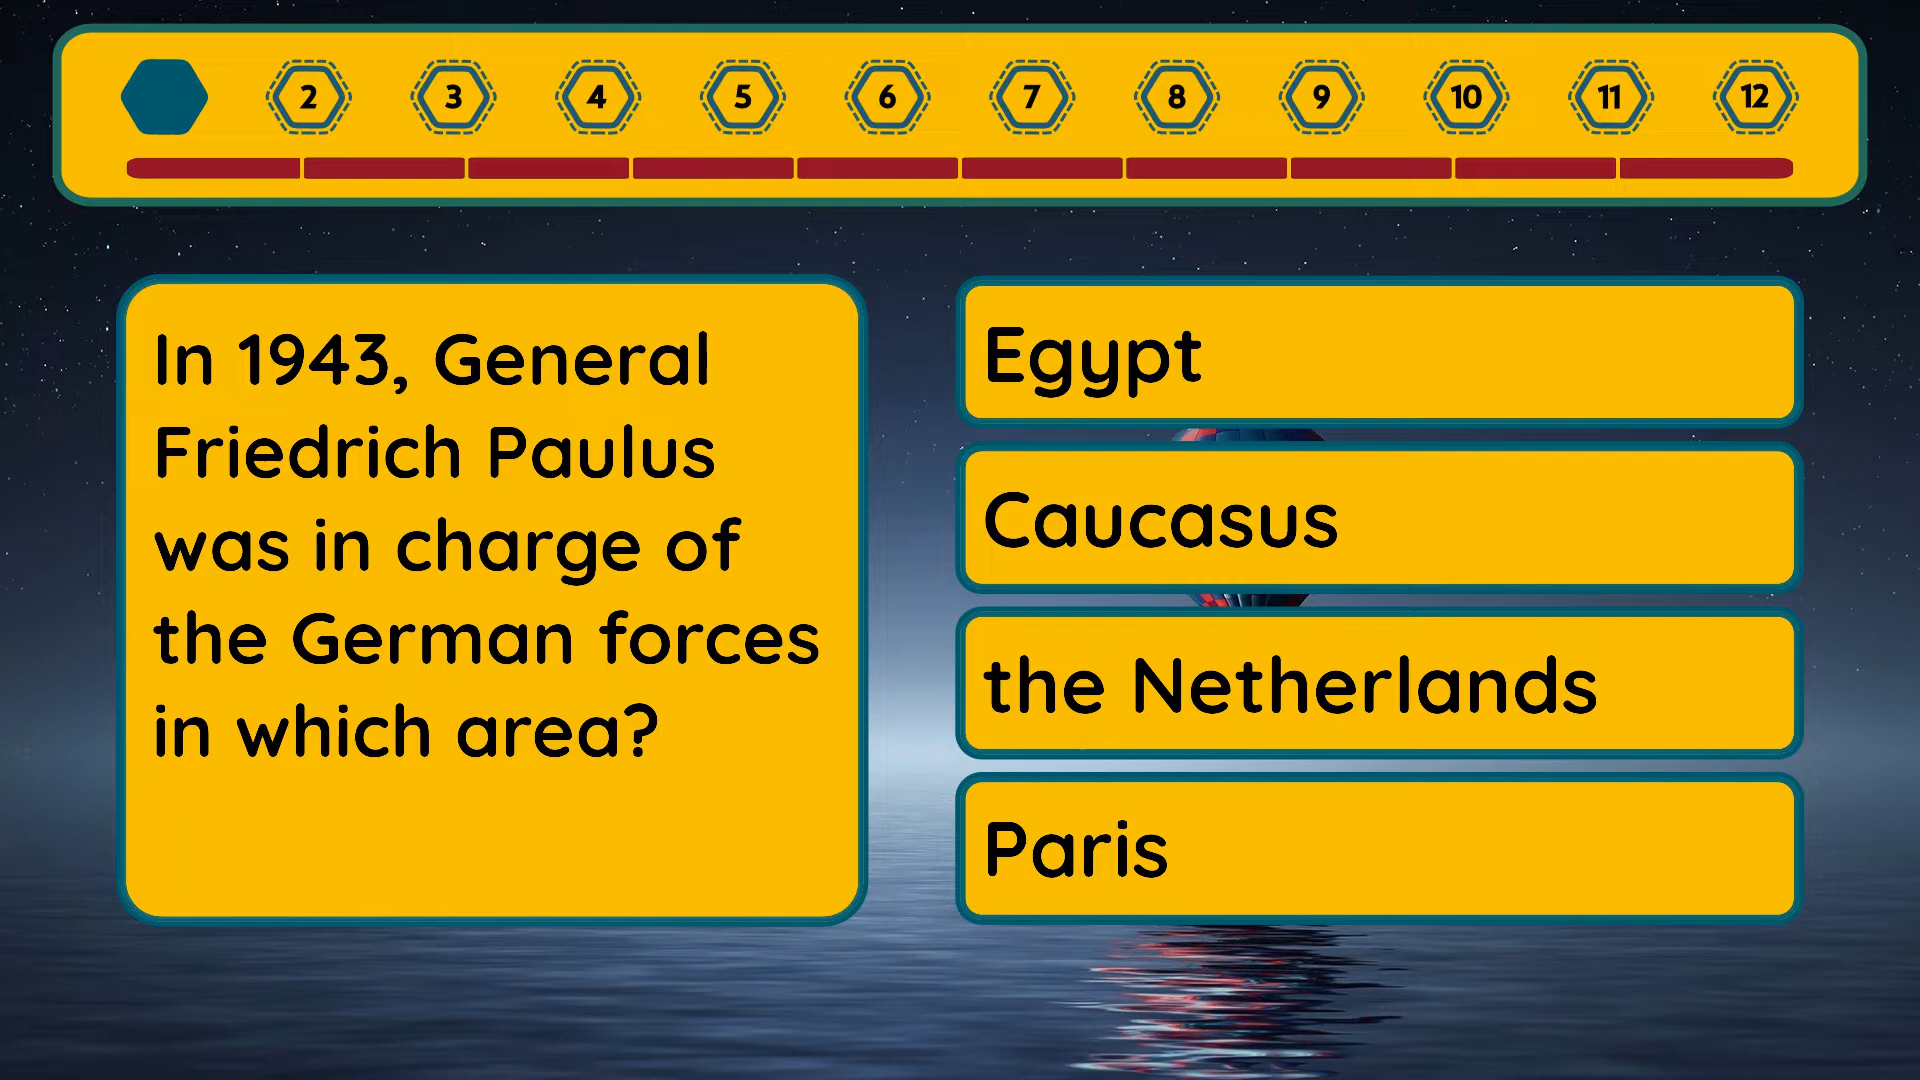 2 3 4 5 6 7 8 9 10 11 12
In 1943, General
Friedrich Paulus
was in charge of
the German forces
in which area?
Egypt
Caucasus
the Netherlands
Paris